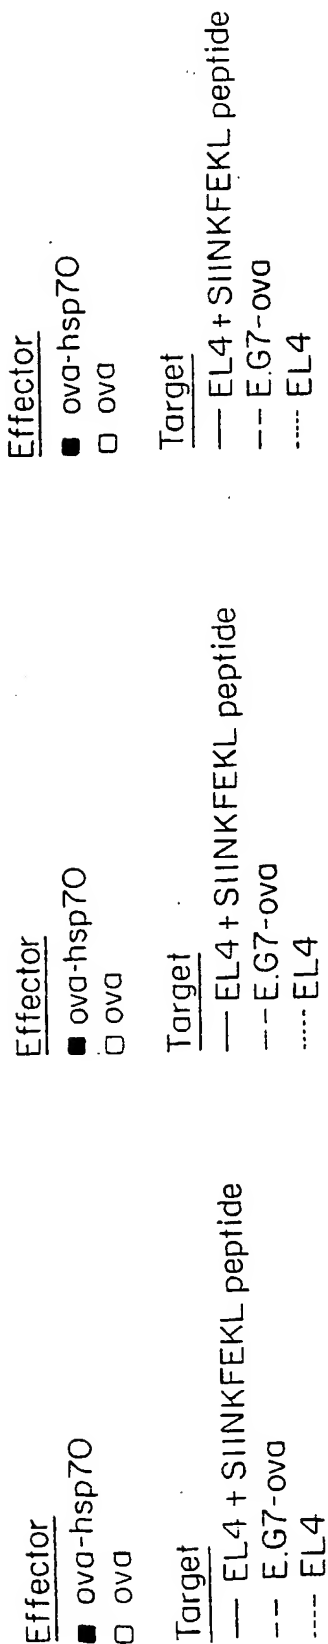 Effector
■ ova-hsp70
□ ova
Target
— EL4 + SIINKFEKL peptide
-- E.G7-ova
---- EL4
Effector
■ ova-hsp70
□ ova
Target
— EL4 + SIINKFEKL peptide
-- E.G7-ova
----- EL4
Effector
■ ova-hsp70
□ ova
Target
— EL4 + SIINKFEKL peptide
-- E.G7-ova
----- EL4